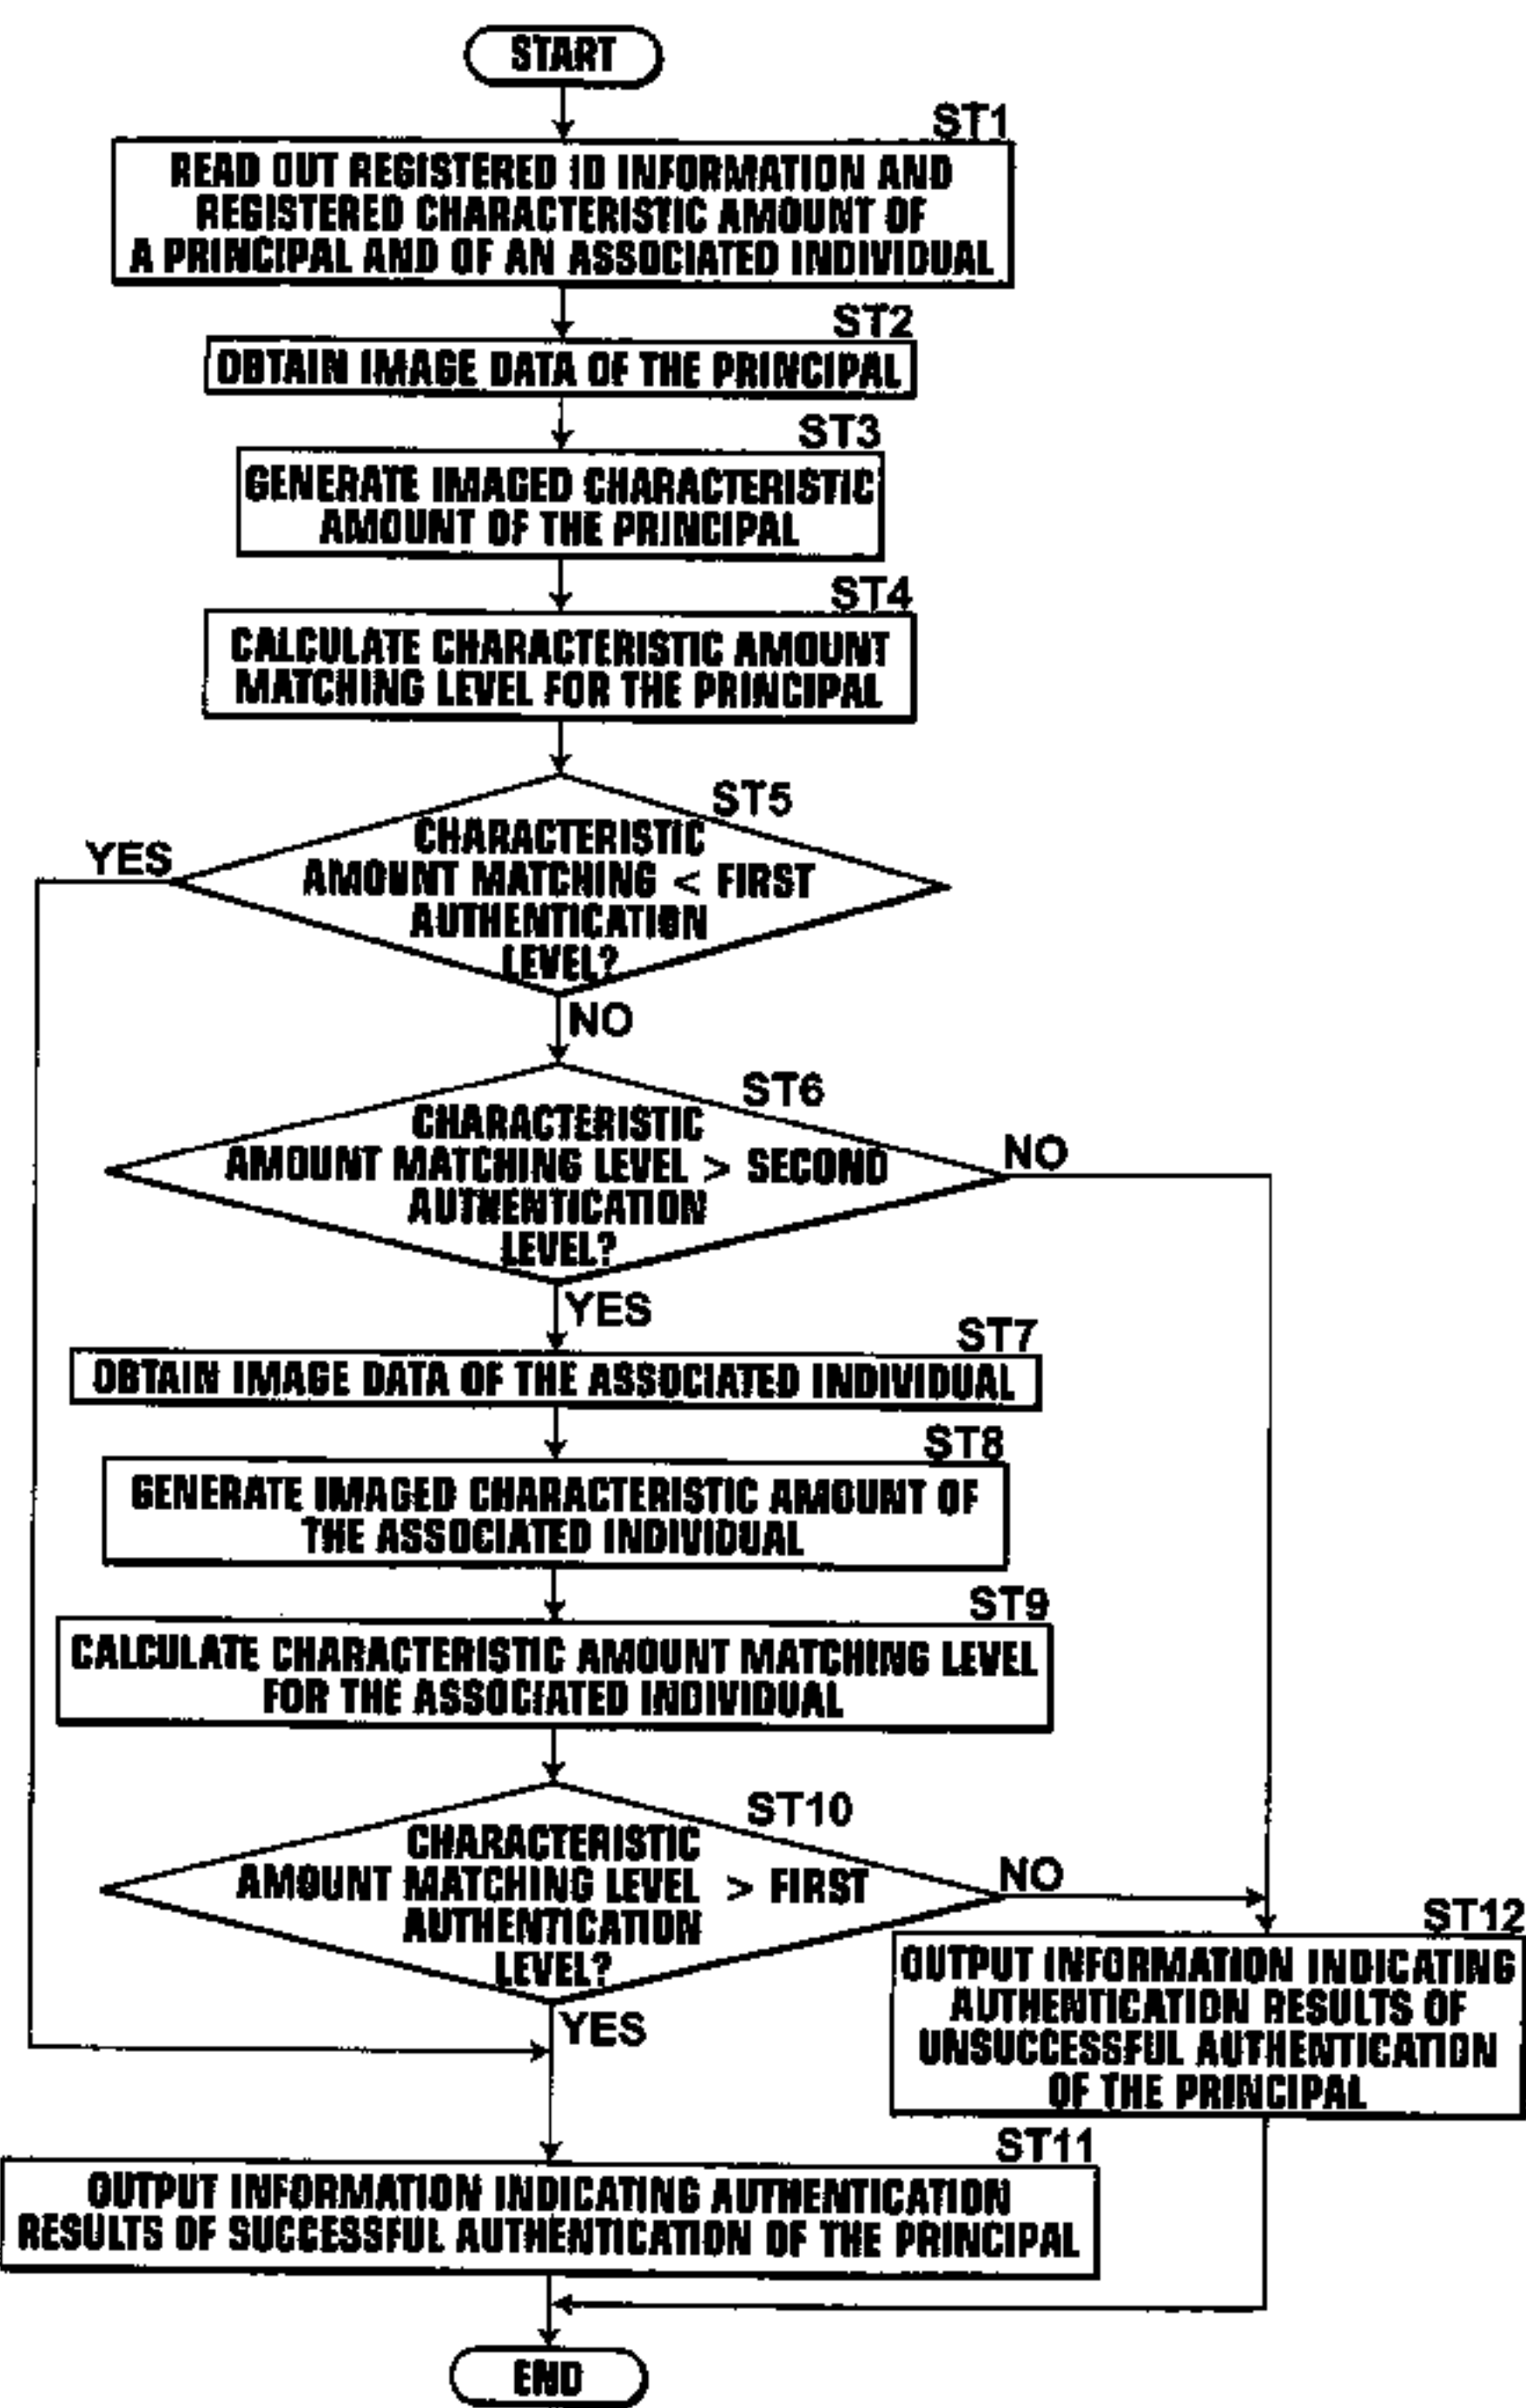 START
ST1
READ OUT REGISTERED ID INFORMATION AND
REGISTERED CHARACTERISTIC AMOUNT OF
A PRINCIPAL AND OF AN ASSOCIATED INDIVIDUAL
ST2
OBTAIN IMAGE DATA OF THE PRINCIPAL
ST3
GENERATE IMAGED CHARACTERISTIC
AMOUNT OF THE PRINCIPAL
ST4
CALCULATE CHARACTERISTIC AMOUNT
MATCHING LEVEL FOR THE PRINCIPAL
ST5
YES
CHARACTERISTIC
AMOUNT MATCHING < FIRST
AUTHENTICATION
LEVEL?
NO
ST6
CHARACTERISTIC
AMOUNT MATCHING LEVEL > SECOND
AUTHENTICATION
LEVEL?
NO
YES
ST7
OBTAIN IMAGE DATA OF THE ASSOCIATED INDIVIDUAL
ST8
GENERATE IMAGED CHARACTERISTIC AMOUNT OF
THE ASSOCIATED INDIVIDUAL
ST9
CALCULATE CHARACTERISTIC AMOUNT MATCHING LEVEL
FOR THE ASSOCIATED INDIVIDUAL
ST10
CHARACTERISTIC
AMOUNT MATCHING LEVEL > FIRST
AUTHENTICATION
LEVEL?
NO
YES
ST12
OUTPUT INFORMATION INDICATING
AUTHENTICATION RESULTS OF
UNSUCCESSFUL AUTHENTICATION
OF THE PRINCIPAL
ST11
OUTPUT INFORMATION INDICATING AUTHENTICATION
RESULTS OF SUCCESSFUL AUTHENTICATION OF THE PRINCIPAL
END